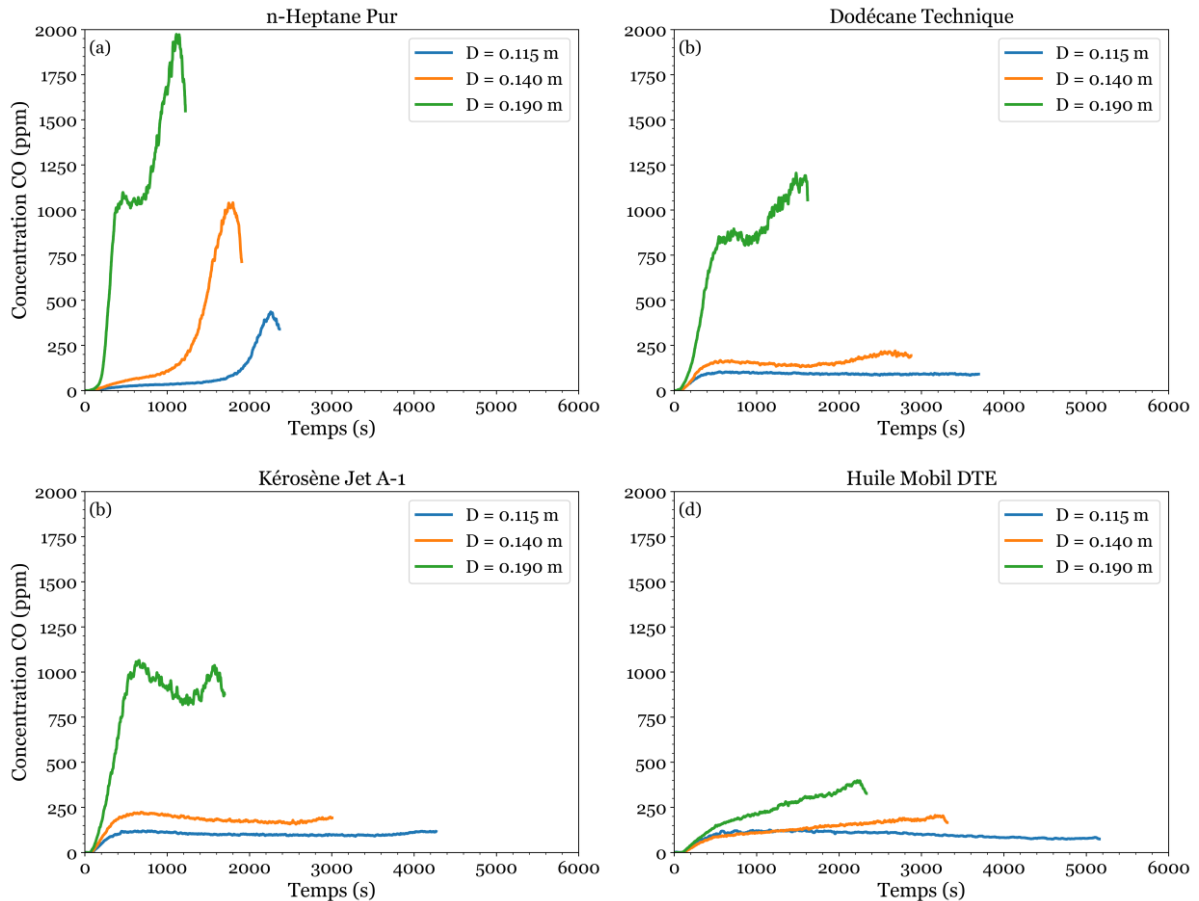 n-Heptane Pur
(a)
D = 0.115 m
D = 0.140 m
D = 0.190 m
Concentration CO (ppm)
2000
1750
1500
1250
1000
750
500
250
0
0 1000 2000 3000 4000 5000 6000
Temps (s)
Dodécane Technique
(b)
D = 0.115 m
D = 0.140 m
D = 0.190 m
2000
1750
1500
1250
1000
750
500
250
0
0 1000 2000 3000 4000 5000 6000
Temps (s)
Kérosène Jet A-1
(b)
D = 0.115 m
D = 0.140 m
D = 0.190 m
Concentration CO (ppm)
2000
1750
1500
1250
1000
750
500
250
0
0 1000 2000 3000 4000 5000 6000
Temps (s)
Huile Mobil DTE
(d)
D = 0.115 m
D = 0.140 m
D = 0.190 m
2000
1750
1500
1250
1000
750
500
250
0
0 1000 2000 3000 4000 5000 6000
Temps (s)